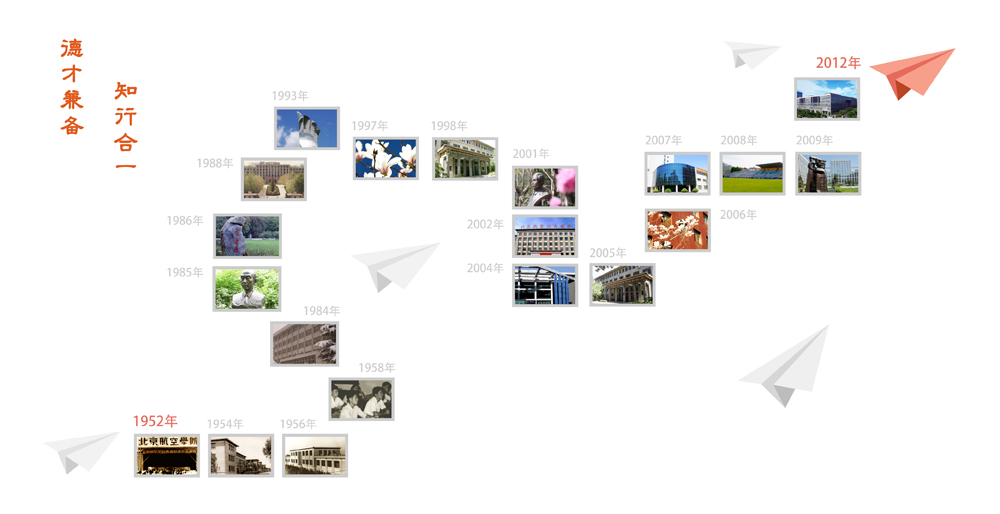 德才兼备
知行合一
1952年
1954年
1956年
1958年
1984年
1985年
1986年
1988年
1993年
1997年
1998年
2001年
2002年
2004年
2005年
2006年
2007年
2008年
2009年
2012年
北京航空學院